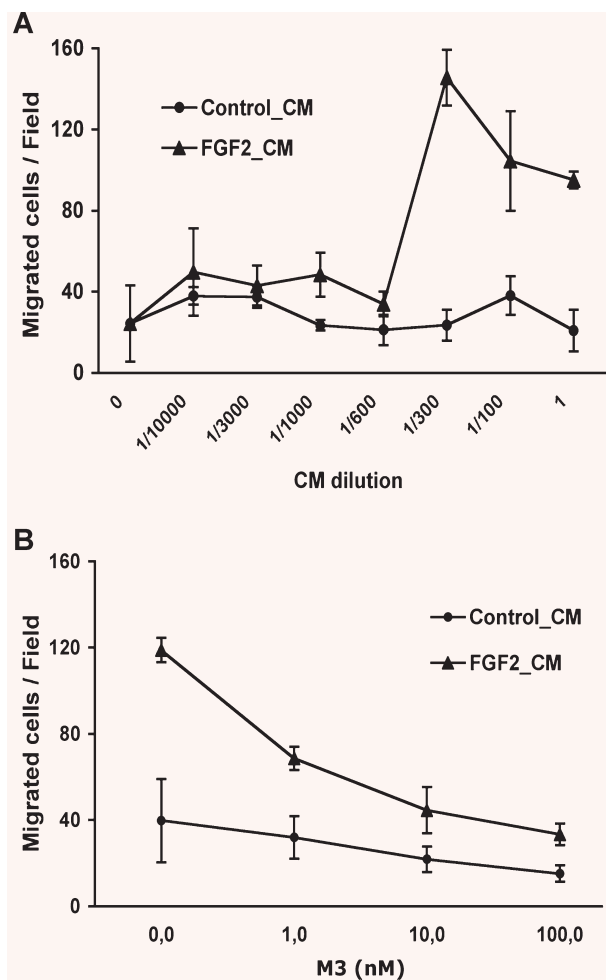 A
160
120
80
40
0
Control_CM
FGF2_CM
Migrated cells / Field
0 1/10000 1/3000 1/1000 1/600 1/300 1/100 1
CM dilution
B
160
120
80
40
0
Control_CM
FGF2_CM
Migrated cells / Field
0,0 1,0 10,0 100,0
M3 (nM)